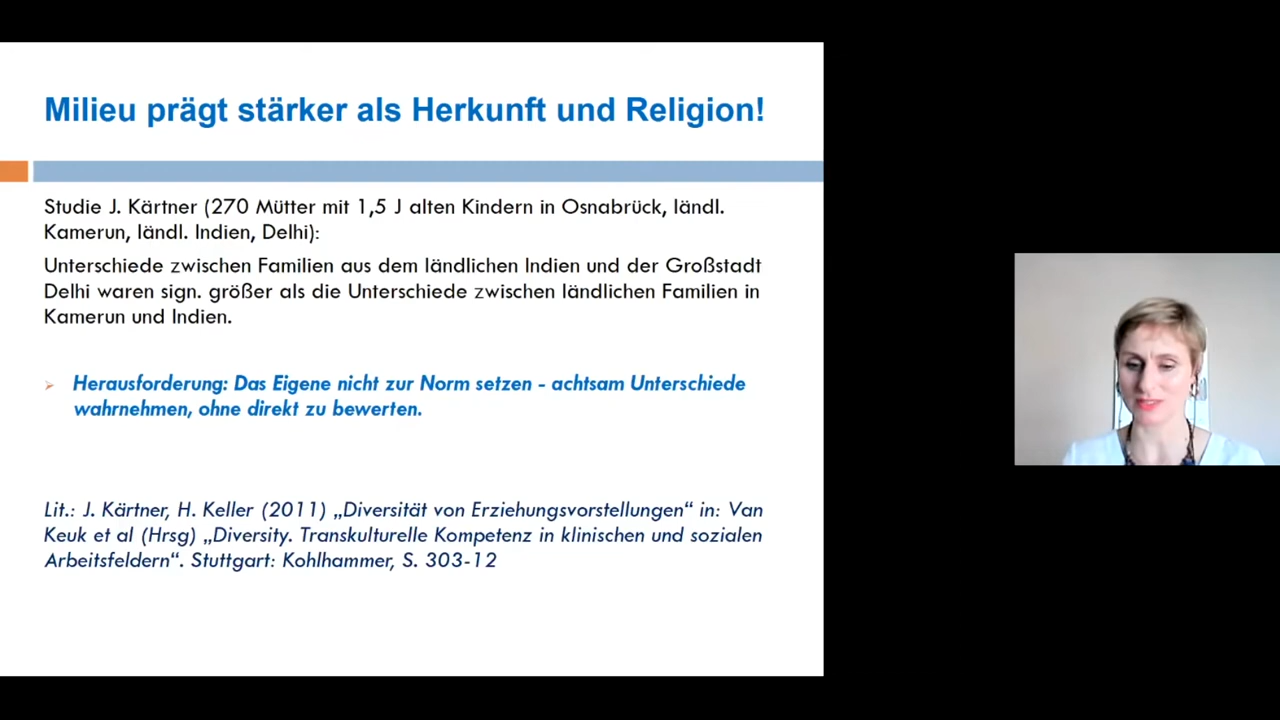 Milieu prägt stärker als Herkunft und Religion!
Studie J. Kärtner (270 Mütter mit 1,5 J alten Kindern in Osnabrück, ländl.
Kamerun, ländl. Indien, Delhi):
Unterschiede zwischen Familien aus dem ländlichen Indien und der Großstadt
Delhi waren sign. größer als die Unterschiede zwischen ländlichen Familien in
Kamerun und Indien.
Herausforderung: Das Eigene nicht zur Norm setzen - achtsam Unterschiede
wahrnehmen, ohne direkt zu bewerten.
Lit.: J. Kärtner, H. Keller (2011) „Diversität von Erziehungsvorstellungen“ in: Van
Keuk et al (Hrsg) „Diversity. Transkulturelle Kompetenz in klinischen und sozialen
Arbeitsfeldern“. Stuttgart: Kohlhammer, S. 303-12